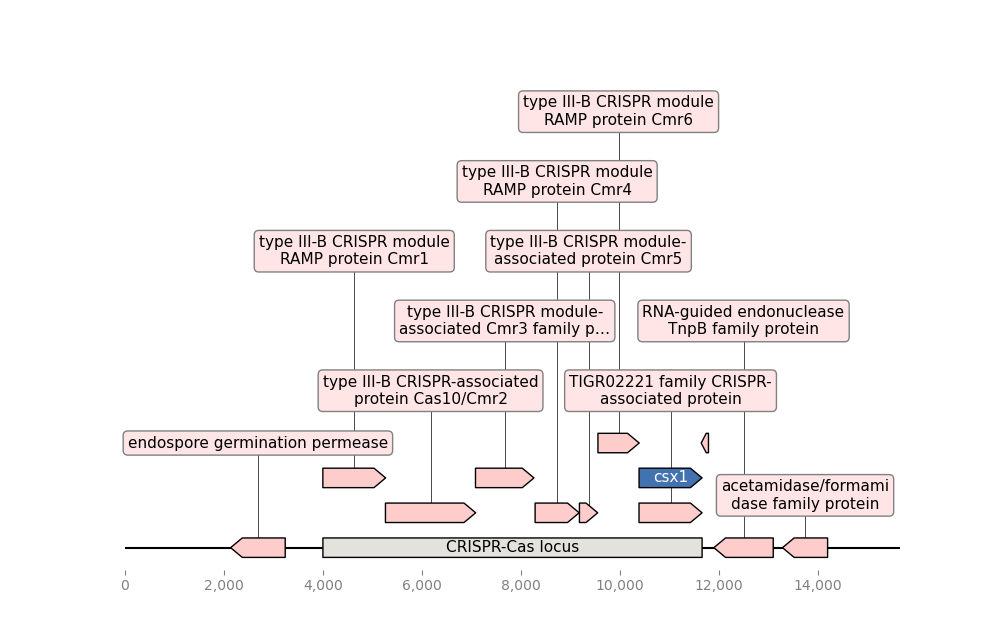 type III-B CRISPR module
RAMP protein Cmr6
type III-B CRISPR module
RAMP protein Cmr4
type III-B CRISPR module
RAMP protein Cmr1
type III-B CRISPR module-
associated protein Cmr5
type III-B CRISPR module-
associated Cmr3 family p...
RNA-guided endonuclease
TnpB family protein
type III-B CRISPR-associated
protein Cas10/Cmr2
TIGR02221 family CRISPR-
associated protein
endospore germination permease
csx1
acetamidase/formami
dase family protein
CRISPR-Cas locus
0 2,000 4,000 6,000 8,000 10,000 12,000 14,000